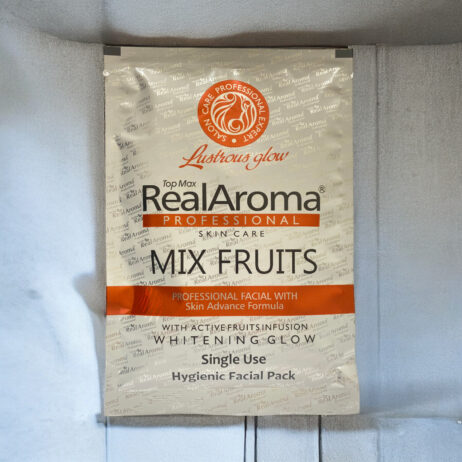 SALON CARE PROFESSIONAL EXPERT
Lustrous glow
Top Max
RealAroma®
PROFESSIONAL
SKIN CARE
MIX FRUITS
PROFESSIONAL FACIAL WITH
Skin Advance Formula
WITH ACTIVE FRUITS INFUSION
WHITENING GLOW
Single Use
Hygienic Facial Pack